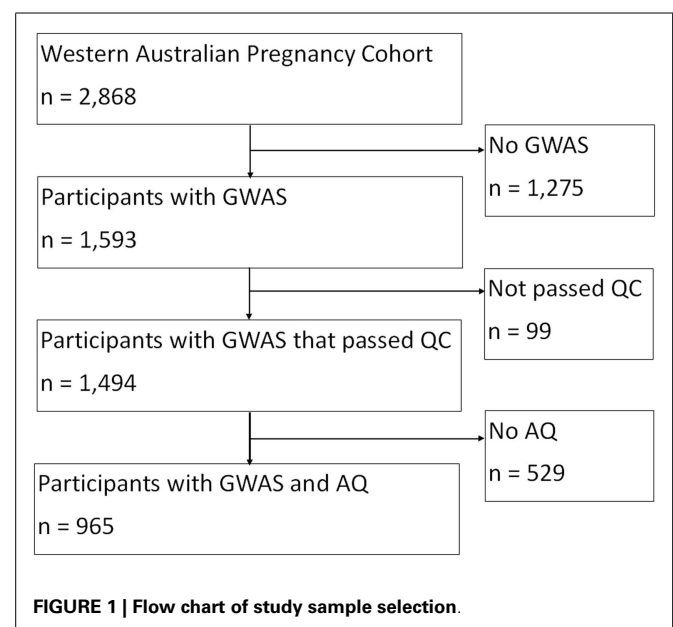 Western Australian Pregnancy Cohort
n = 2,868
No GWAS
n = 1,275
Participants with GWAS
n = 1,593
Not passed QC
n = 99
Participants with GWAS that passed QC
n = 1,494
No AQ
n = 529
Participants with GWAS and AQ
n = 965
FIGURE 1 | Flow chart of study sample selection.